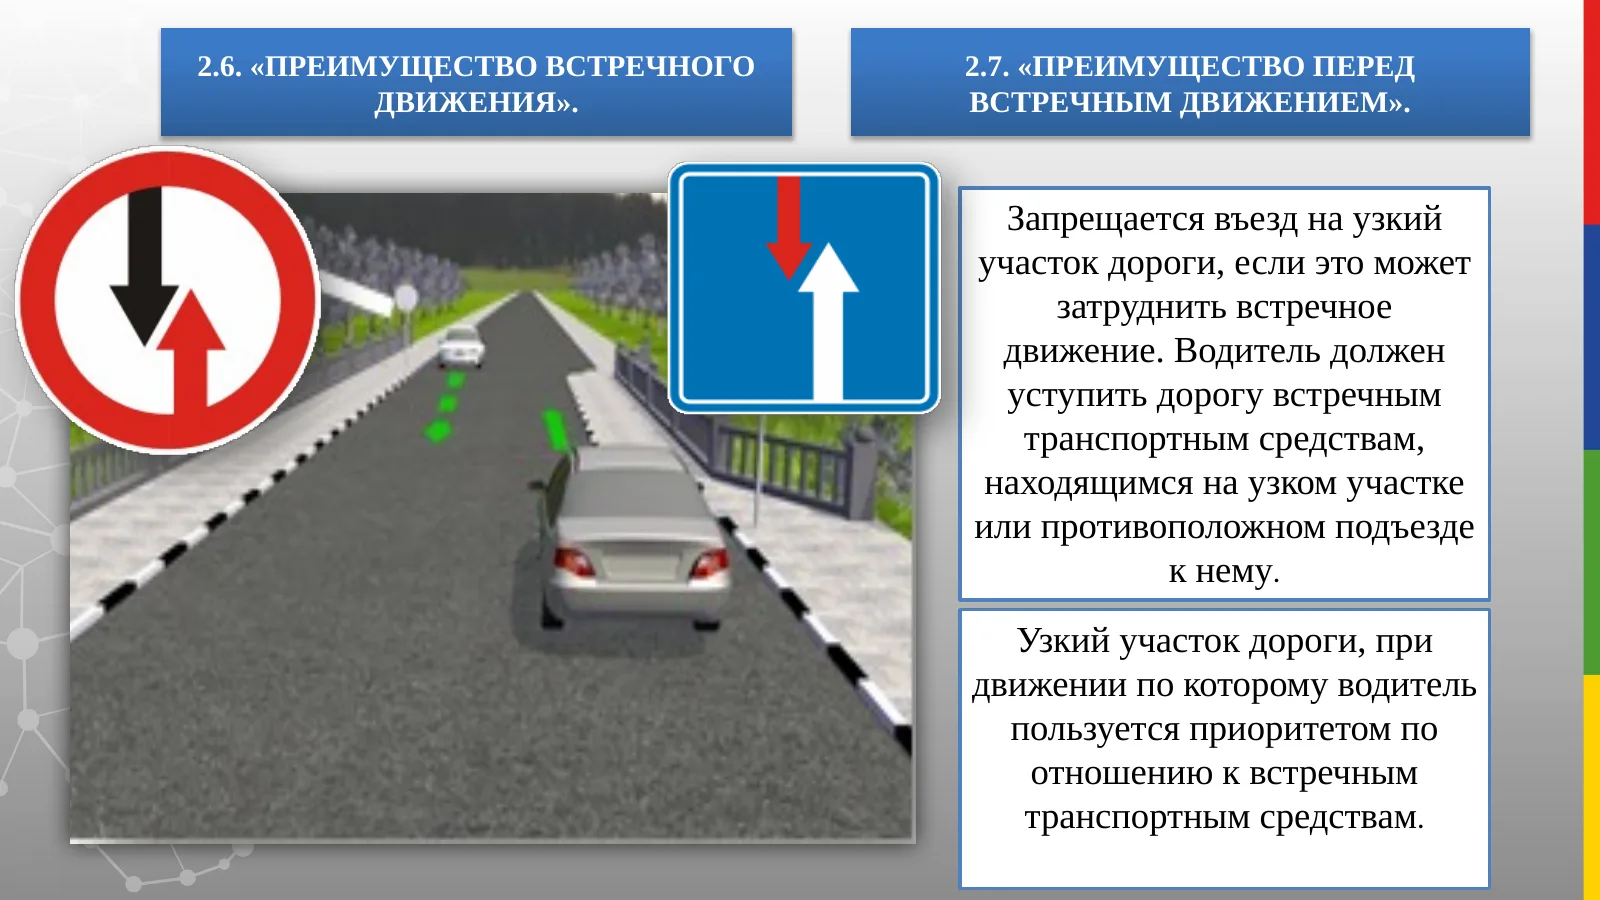 2.6. «ПРЕИМУЩЕСТВО ВСТРЕЧНОГО
ДВИЖЕНИЯ».
2.7. «ПРЕИМУЩЕСТВО ПЕРЕД
ВСТРЕЧНЫМ ДВИЖЕНИЕМ».
Запрещается въезд на узкий
участок дороги, если это может
затруднить встречное
движение. Водитель должен
уступить дорогу встречным
транспортным средствам,
находящимся на узком участке
или противоположном подъезде
к нему.
Узкий участок дороги, при
движении по которому водитель
пользуется приоритетом по
отношению к встречным
транспортным средствам.